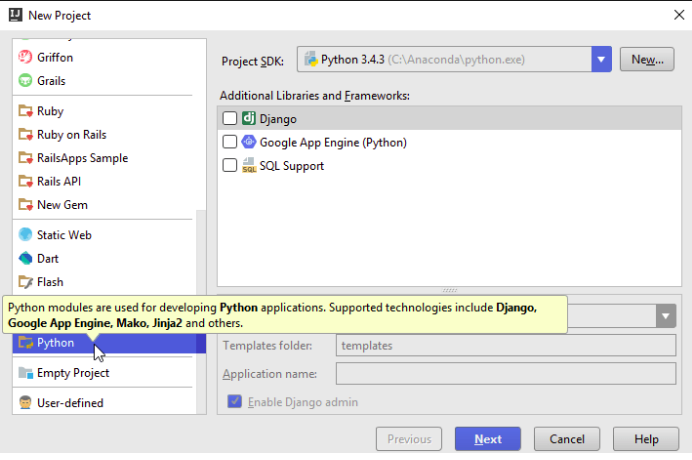 New Project
Griffon
Grails
Ruby
Ruby on Rails
RailsApps Sample
Rails API
New Gem
Static Web
Dart
Flash
Python
Empty Project
User-defined
Project SDK: Python 3.4.3 (C:\Anaconda\python.exe) New...
Additional Libraries and Frameworks:
Django
Google App Engine (Python)
SQL Support
Python modules are used for developing Python applications. Supported technologies include Django,
Google App Engine, Mako, Jinja2 and others.
Templates folder: templates
Application name:
Enable Django admin
Previous Next Cancel Help